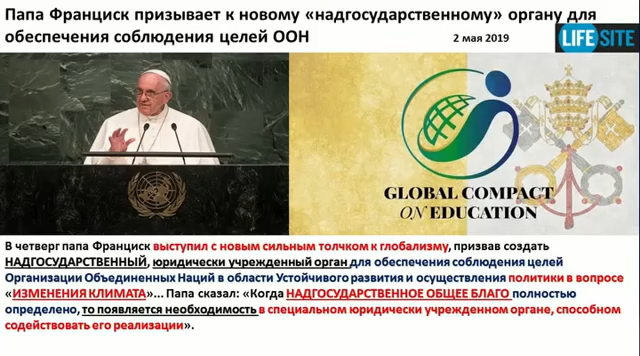 Папа Франциск призывает к новому «надгосударственному» органу для
обеспечения соблюдения целей ООН
2 мая 2019
LIFE SITE
GLOBAL COMPACT
ON EDUCATION
В четверг папа Франциск выступил с новым сильным толчком к глобализму, призвав создать
НАДГОСУДАРСТВЕННЫЙ, юридически учрежденный орган для обеспечения соблюдения целей
Организации Объединенных Наций в области Устойчивого развития и осуществления политики в вопросе
«ИЗМЕНЕНИЯ КЛИМАТА»... Папа сказал: «Когда НАДГОСУДАРСТВЕННОЕ ОБЩЕЕ БЛАГО полностью
определено, то появляется необходимость в специальном юридически учрежденном органе, способном
содействовать его реализации».